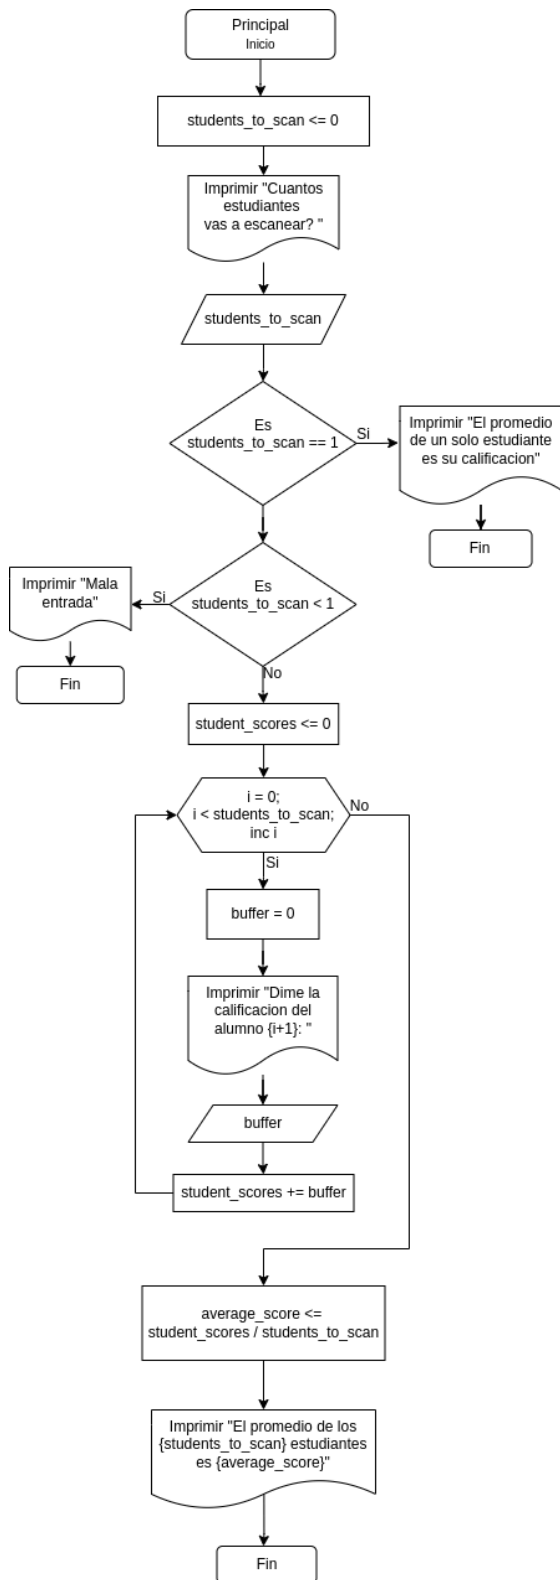 Principal
Inicio
students_to_scan <= 0
Imprimir "Cuantos
estudiantes
vas a escanear? "
students_to_scan
Es
students_to_scan == 1
Si
Imprimir "El promedio
de un solo estudiante
es su calificacion"
Fin
Es
students_to_scan < 1
Si
Imprimir "Mala
entrada"
Fin
No
student_scores <= 0
i = 0;
i < students_to_scan;
inc i
No
Si
buffer = 0
Imprimir "Dime la
calificacion del
alumno {i+1}: "
buffer
student_scores += buffer
average_score <=
student_scores / students_to_scan
Imprimir "El promedio de los
{students_to_scan} estudiantes
es {average_score}"
Fin